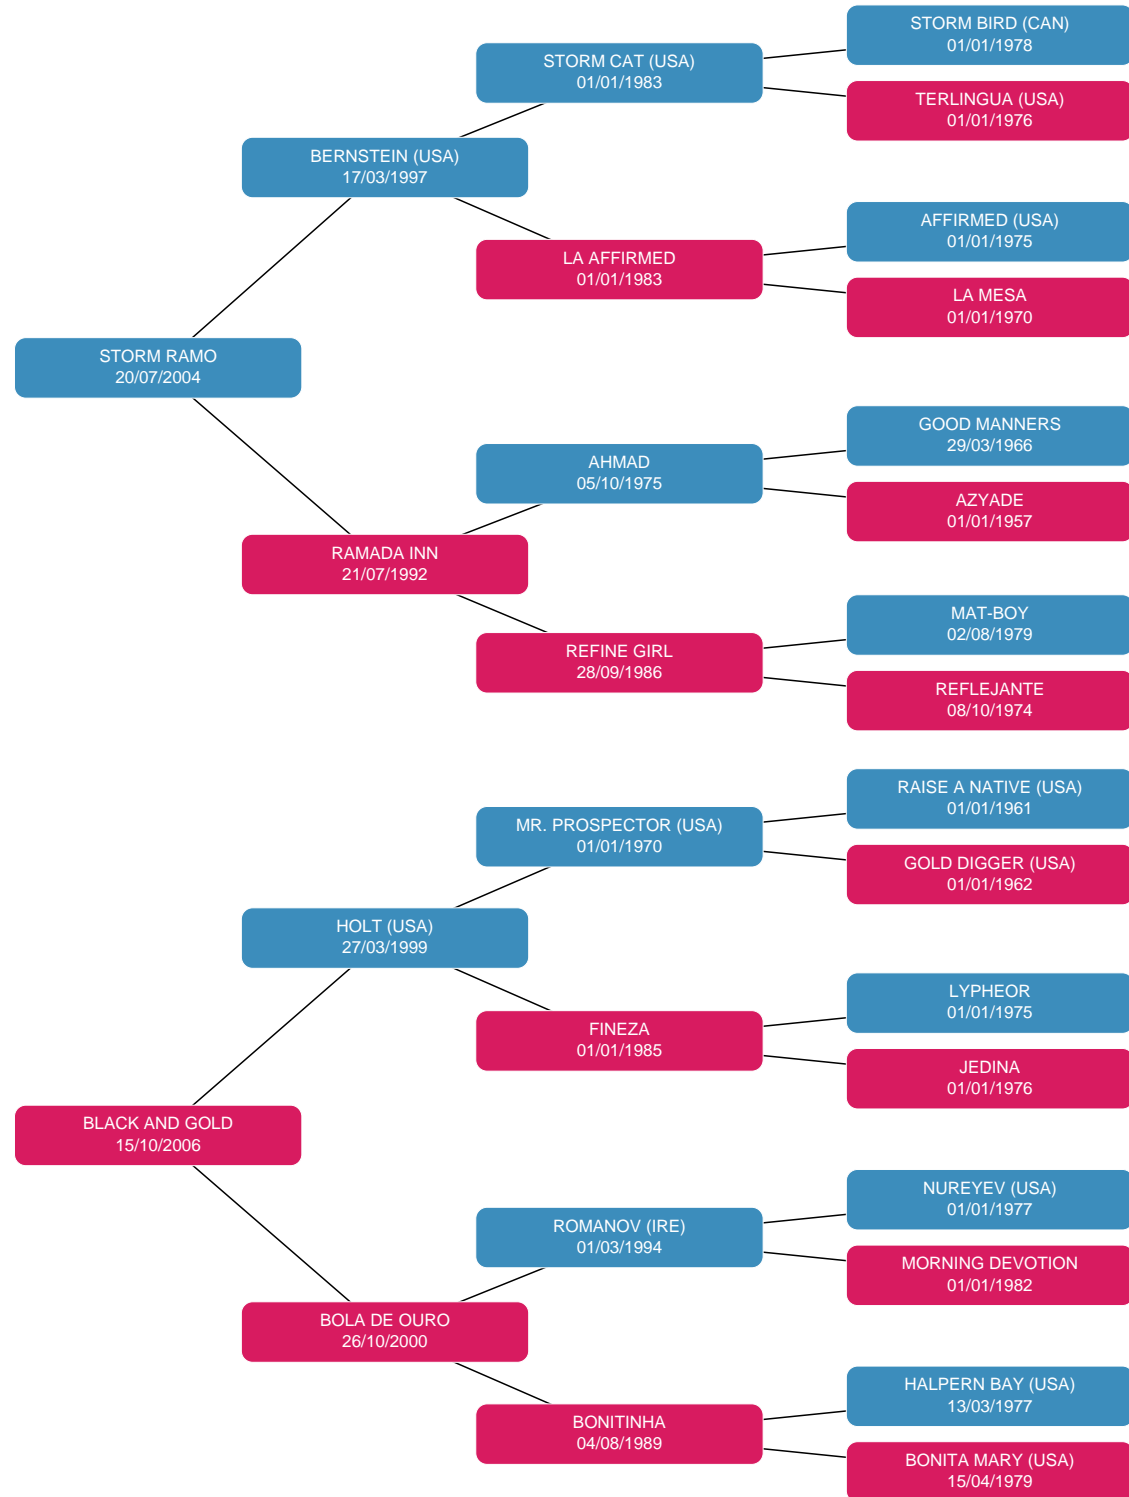 STORM BIRD (CAN)
01/01/1978
STORM CAT (USA)
01/01/1983
TERLINGUA (USA)
01/01/1976
BERNSTEIN (USA)
17/03/1997
AFFIRMED (USA)
01/01/1975
LA AFFIRMED
01/01/1983
LA MESA
01/01/1970
STORM RAMO
20/07/2004
GOOD MANNERS
29/03/1966
AHMAD
05/10/1975
AZYADE
01/01/1957
RAMADA INN
21/07/1992
MAT-BOY
02/08/1979
REFINE GIRL
28/09/1986
REFLEJANTE
08/10/1974
RAISE A NATIVE (USA)
01/01/1961
MR. PROSPECTOR (USA)
01/01/1970
GOLD DIGGER (USA)
01/01/1962
HOLT (USA)
27/03/1999
LYPHEOR
01/01/1975
FINEZA
01/01/1985
JEDINA
01/01/1976
BLACK AND GOLD
15/10/2006
NUREYEV (USA)
01/01/1977
ROMANOV (IRE)
01/03/1994
MORNING DEVOTION
01/01/1982
BOLA DE OURO
26/10/2000
HALPERN BAY (USA)
13/03/1977
BONITINHA
04/08/1989
BONITA MARY (USA)
15/04/1979